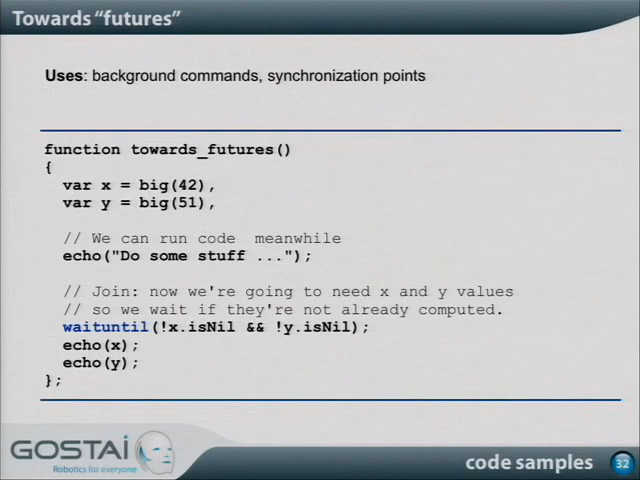 Towards “futures”
Uses: background commands, synchronization points
function towards_futures()
{
var x = big(42),
var y = big(51),
// We can run code meanwhile
echo("Do some stuff ...");
// Join: now we're going to need x and y values
// so we wait if they're not already computed.
waituntil(!x.isNil && !y.isNil);
echo(x);
echo(y);
};
GOSTAI
Robotics for everyone
code samples
32